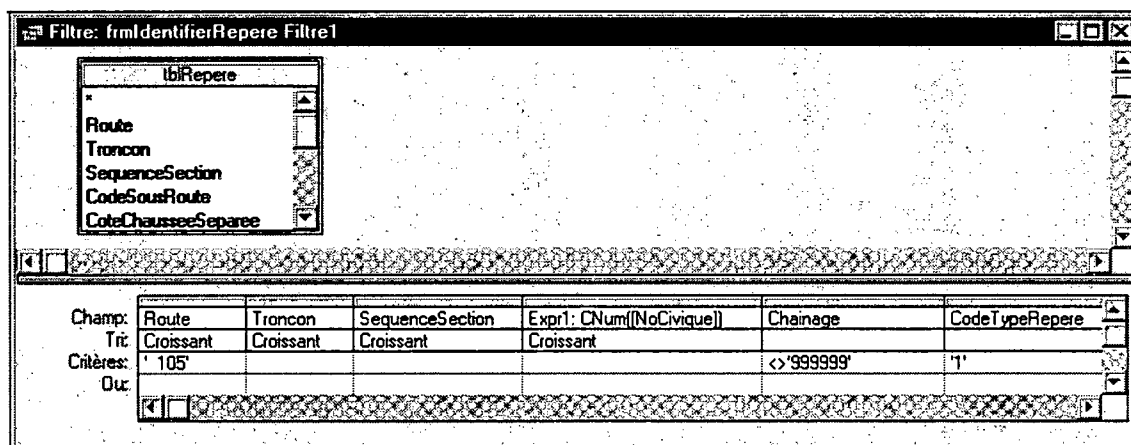 Filtre: frmIdentifierRepere Filtre1
tblRepere
*
Route
Troncon
SequenceSection
CodeSousRoute
CoteChausseeSeparee
Champ: Route Troncon SequenceSection Expr1: CNum([NoCivique]) Chainage CodeTypeRepere
Tri: Croissant Croissant Croissant Croissant
Critères: ' 105' <>'999999' '1'
Ou: